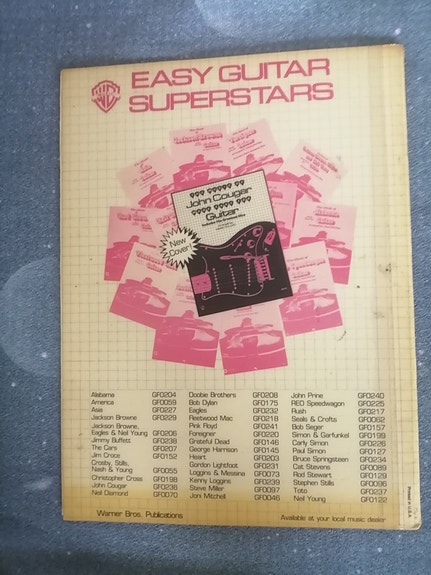 WB
EASY GUITAR
SUPERSTARS
John Cougar
Guitar
New
Cover!
Alabama GF0204
America GF0059
Asia GF0227
Jackson Browne GF0229
Jackson Browne,
Eagles & Neil Young GF0206
Jimmy Buffett GF0238
The Cars GF0207
Jim Croce GF0152
Crosby, Stills,
Nash & Young GF0055
Christopher Cross GF0198
John Cougar GF0238
Neil Diamond GF0070
Doobie Brothers GF0208
Bob Dylan GF0175
Eagles GF0232
Fleetwood Mac GF0218
Pink Floyd GF0241
Foreigner GF0220
Grateful Dead GF0146
George Harrison GF0145
Heart GF0203
Gordon Lightfoot GF0231
Loggins & Messina GF0073
Kenny Loggins GF0239
Steve Miller GF0097
Joni Mitchell GF0046
John Prine GF0240
REO Speedwagon GF0225
Rush GF0217
Seals & Crofts GF0062
Bob Seger GF0157
Simon & Garfunkel GF0199
Carly Simon GF0226
Paul Simon GF0127
Bruce Springsteen GF0234
Cat Stevens GF0089
Rod Stewart GF0129
Stephen Stills GF0096
Toto GF0237
Neil Young GF0122
Warner Bros. Publications
Available at your local music dealer
Printed in U.S.A.